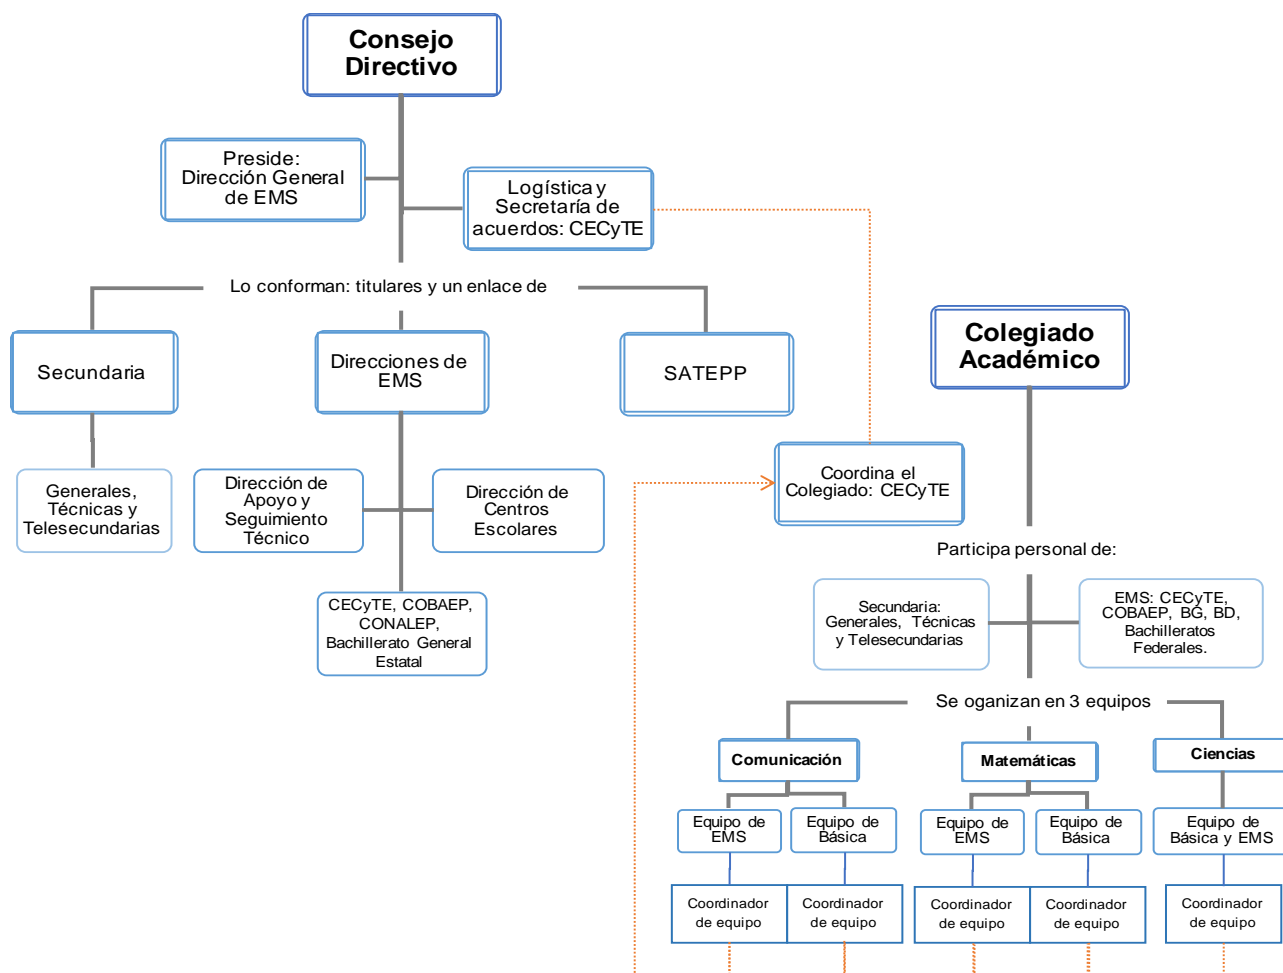 Consejo
Directivo
Preside:
Dirección General
de EMS
Logística y
Secretaría de
acuerdos: CECyTE
Lo conforman: titulares y un enlace de
Secundaria
Direcciones de
EMS
SATEPP
Generales,
Técnicas y
Telesecundarias
Dirección de
Apoyo y
Seguimiento
Técnico
Dirección de
Centros
Escolares
CECyTE, COBAEP,
CONALEP,
Bachillerato General
Estatal
Colegiado
Académico
Coordina el
Colegiado: CECyTE
Participa personal de:
Secundaria:
Generales, Técnicas
y Telesecundarias
EMS: CECyTE,
COBAEP, BG, BD,
Bachilleratos
Federales.
Se oganizan en 3 equipos
Comunicación
Matemáticas
Ciencias
Equipo de
EMS
Equipo de
Básica
Equipo de
EMS
Equipo de
Básica
Equipo de
Básica y EMS
Coordinador
de equipo
Coordinador
de equipo
Coordinador
de equipo
Coordinador
de equipo
Coordinador
de equipo